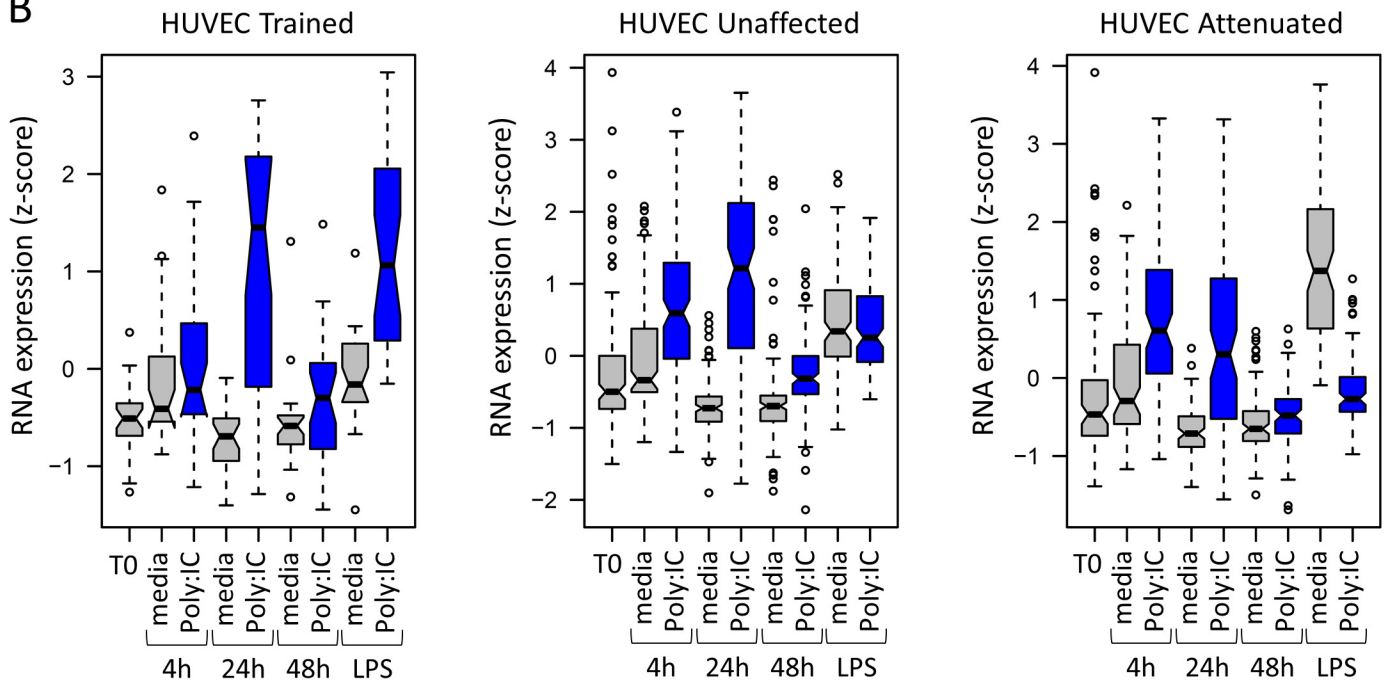 B
HUVEC Trained
RNA expression (z-score)
3
2
1
0
−1
T0
media
Poly:IC
media
Poly:IC
media
Poly:IC
media
Poly:IC
4h
24h
48h
LPS
HUVEC Unaffected
RNA expression (z-score)
4
3
2
1
0
−1
−2
T0
media
Poly:IC
media
Poly:IC
media
Poly:IC
media
Poly:IC
4h
24h
48h
LPS
HUVEC Attenuated
RNA expression (z-score)
4
3
2
1
0
−1
T0
media
Poly:IC
media
Poly:IC
media
Poly:IC
media
Poly:IC
4h
24h
48h
LPS